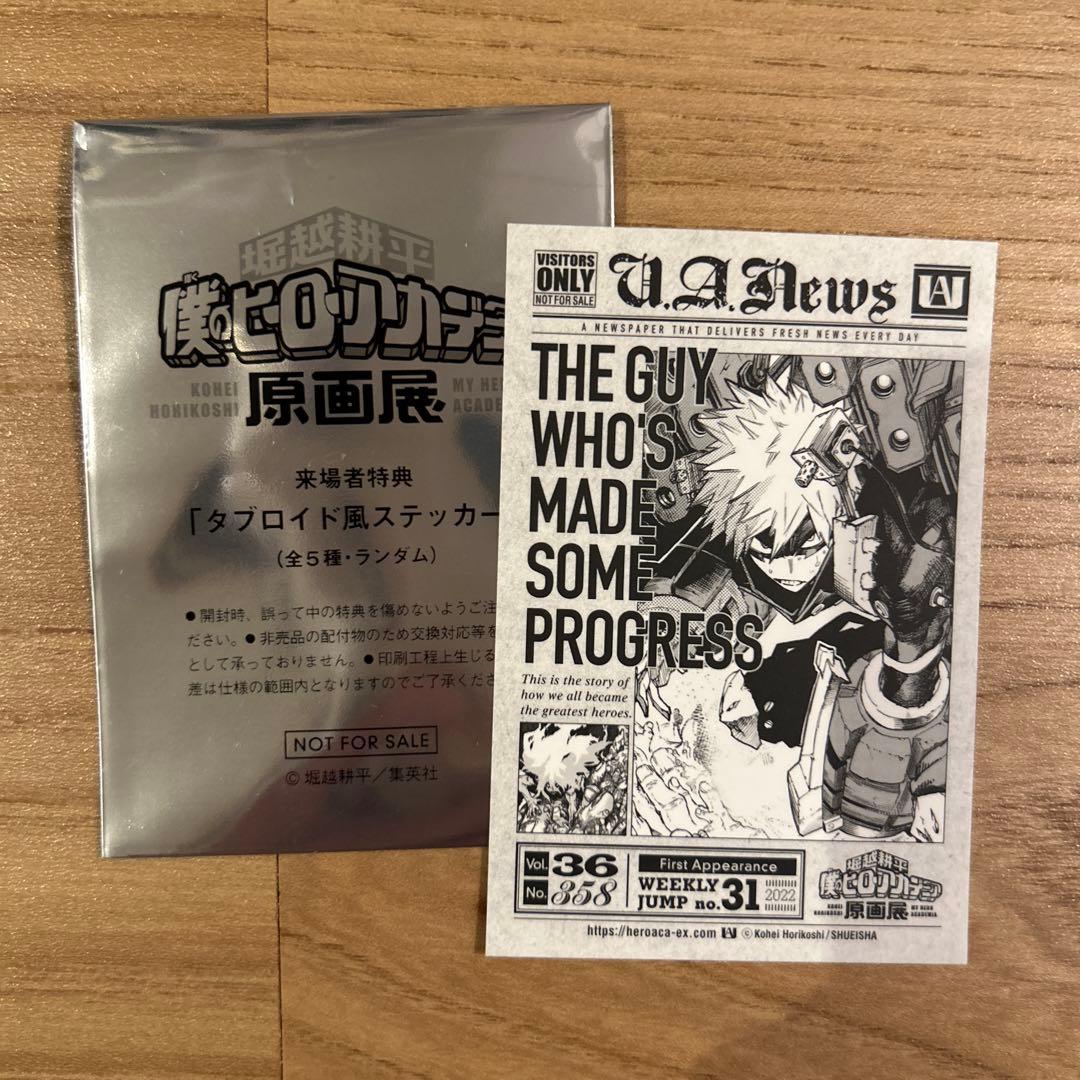 堀越耕平
僕のヒーローアカデミ
ぼく
KOHEI
HORIKOSHI
原画展
MY HE
ACADE
来場者特典
「タブロイド風ステッカー
(全5種・ランダム)
●開封時、誤って中の特典を傷めないようご注
ださい。●非売品の配付物のため交換対応等を
として承っておりません。●印刷工程上生じる
差は仕様の範囲内となりますのでご了承くださ
NOT FOR SALE
© 堀越耕平／集英社
VISITORS
ONLY
NOT FOR SALE
U.A.News
UA
A NEWSPAPER THAT DELIVERS FRESH NEWS EVERY DAY
THE GUY
WHO'S
MADE
SOME
PROGRESS
This is the story of
how we all became
the greatest heroes.
Vol. 36
No. 358
First Appearance
WEEKLY
JUMP no.31
2022
堀越耕平
僕のヒーローアカデミア
KOHEI
HORIKOSHI
原画展
MY HERO
ACADEMIA
https://heroaca-ex.com UA © Kohei Horikoshi/SHUEISHA